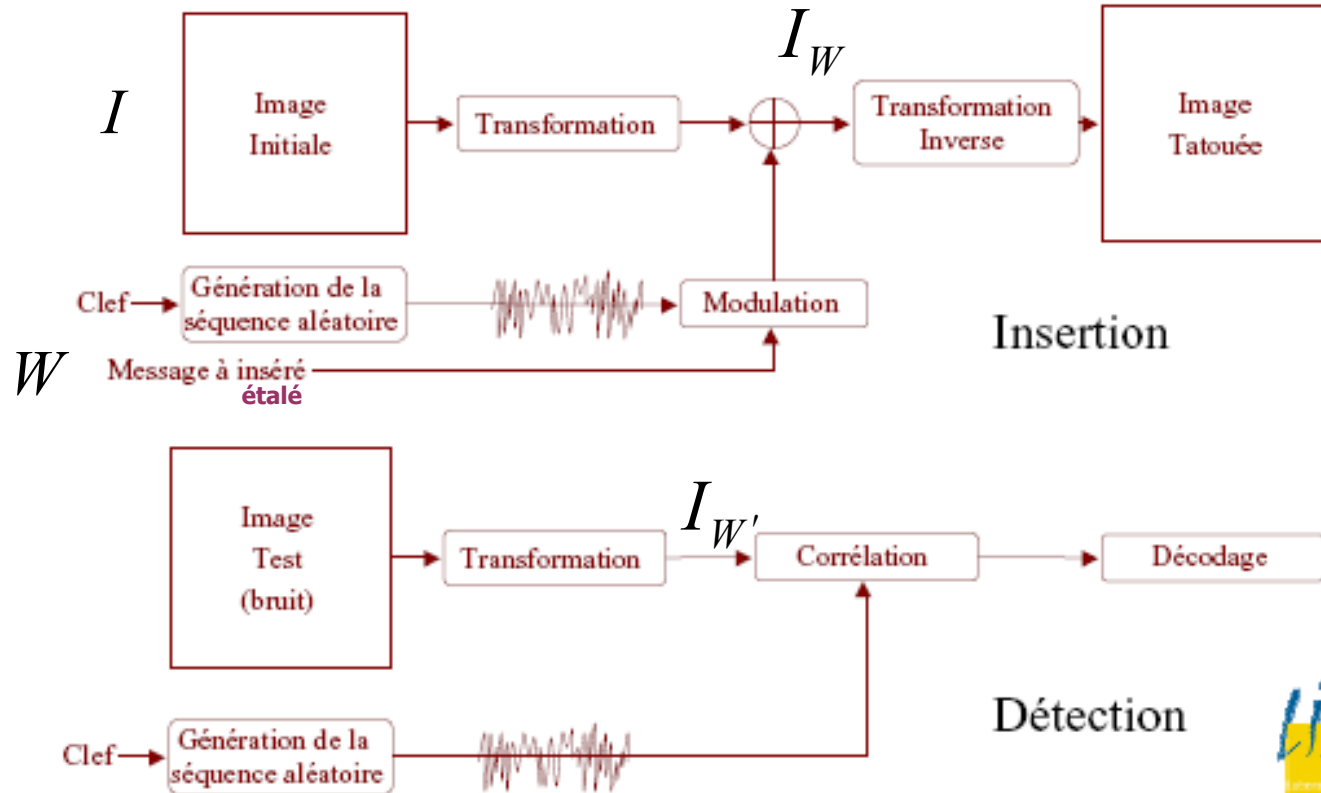 I
Image
Initiale
Transformation
I_W
Transformation
Inverse
Image
Tatouée
Clef
Génération de la
séquence aléatoire
Modulation
Insertion
W
Message à inséré
étalé
Image
Test
(bruit)
Transformation
I_W'
Corrélation
Décodage
Détection
Clef
Génération de la
séquence aléatoire